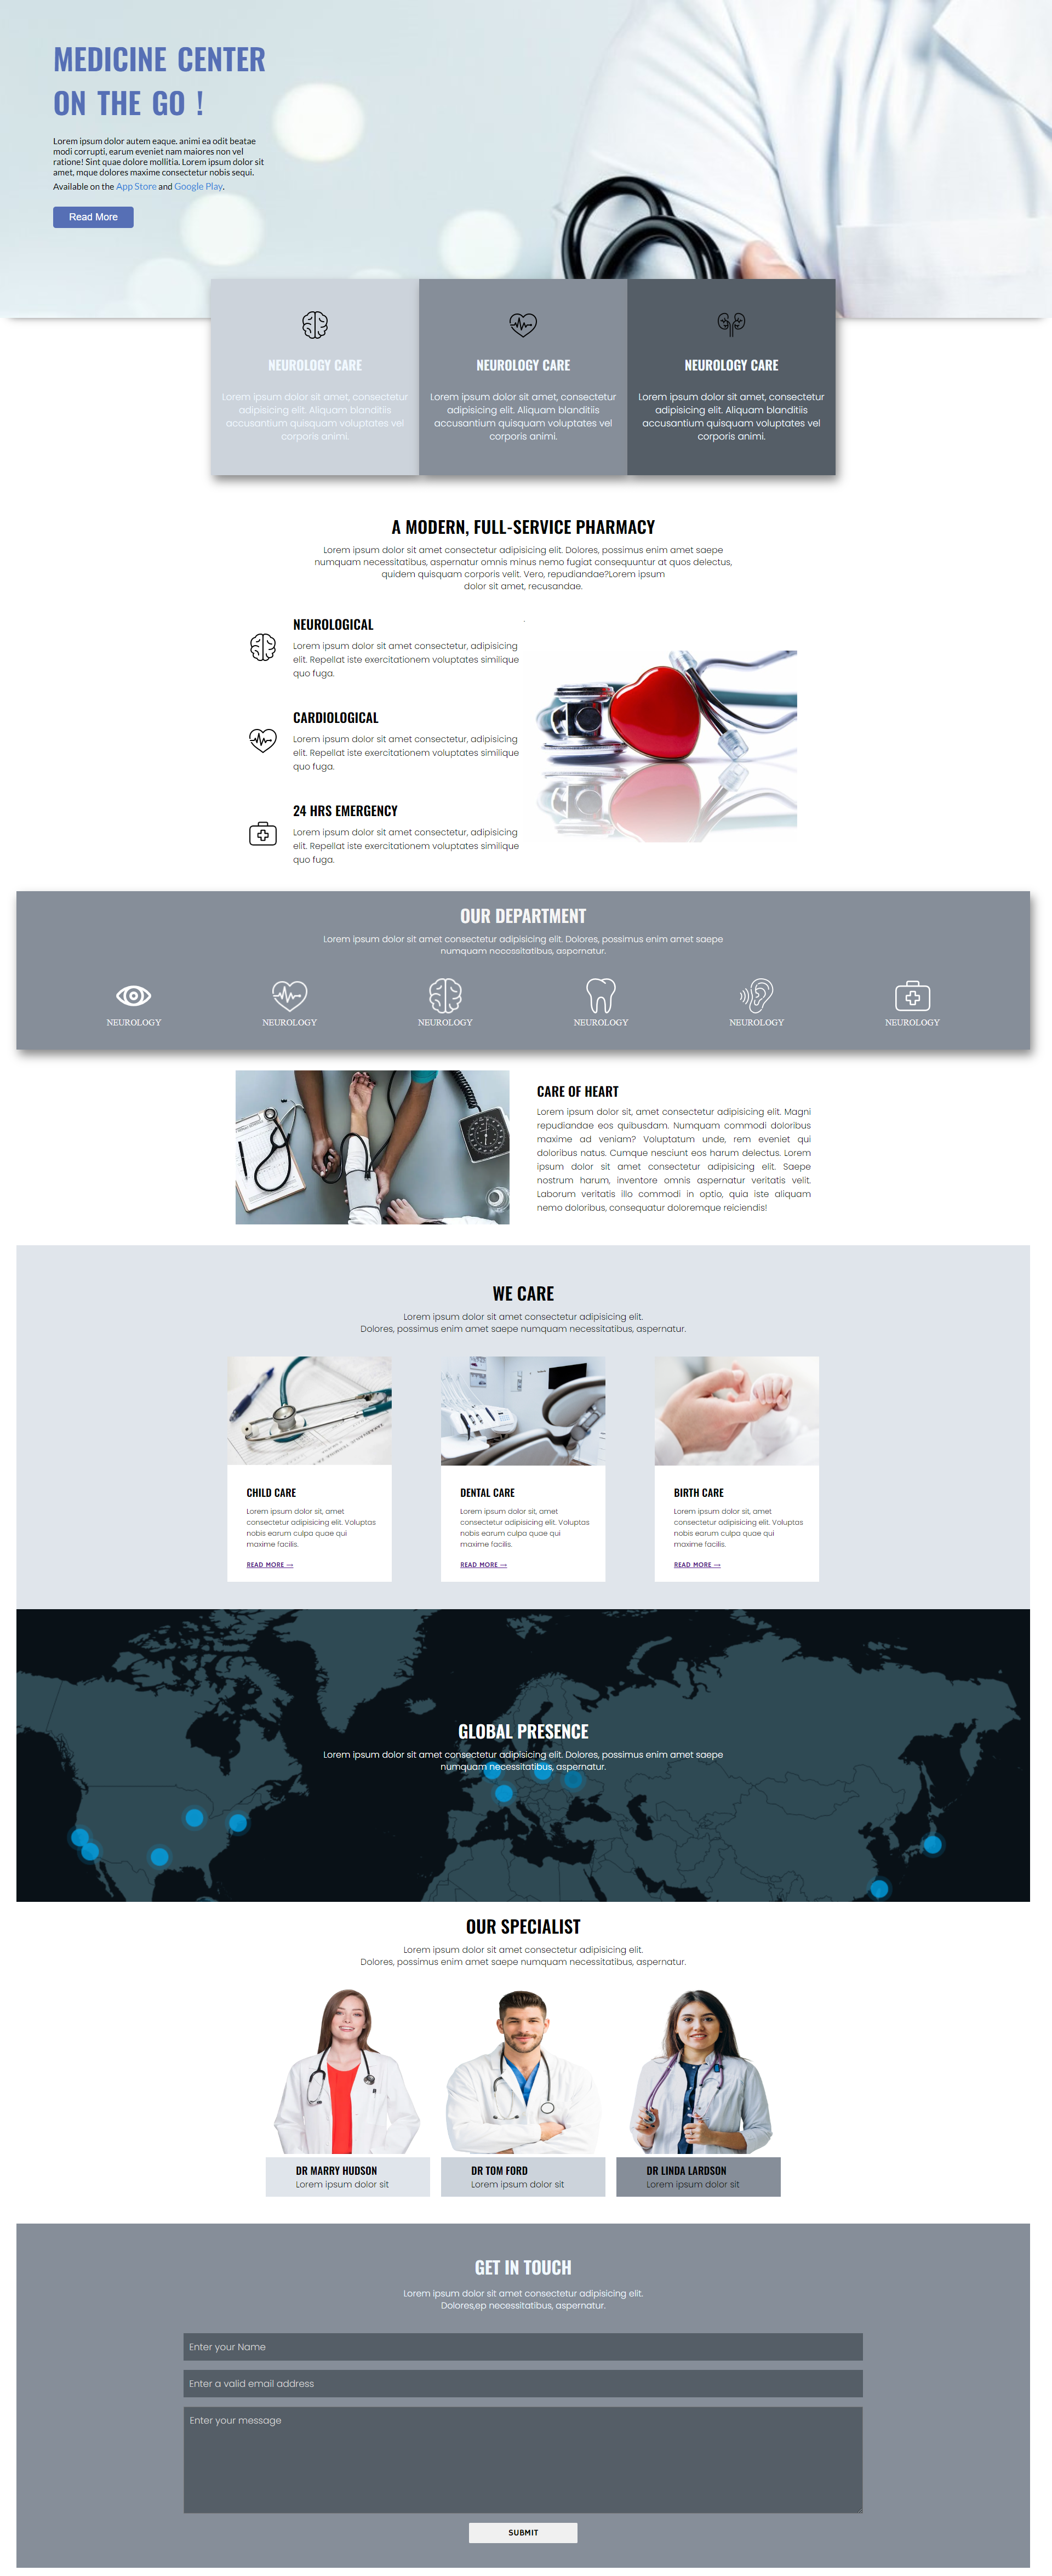 MEDICINE CENTER
ON THE GO !
Lorem ipsum dolor autem eaque. animi ea odit beatae
modi corrupti, earum eveniet nam maiores non vel
ratione! Sint quae dolore mollitia. Lorem ipsum dolor sit
amet, mque dolores maxime consectetur nobis sequi.
Available on the App Store and Google Play.
Read More
NEUROLOGY CARE
Lorem ipsum dolor sit amet, consectetur
adipisicing elit. Aliquam blanditiis
accusantium quisquam voluptates vel
corporis animi.
NEUROLOGY CARE
Lorem ipsum dolor sit amet, consectetur
adipisicing elit. Aliquam blanditiis
accusantium quisquam voluptates vel
corporis animi.
NEUROLOGY CARE
Lorem ipsum dolor sit amet, consectetur
adipisicing elit. Aliquam blanditiis
accusantium quisquam voluptates vel
corporis animi.
A MODERN, FULL-SERVICE PHARMACY
Lorem ipsum dolor sit amet consectetur adipisicing elit. Dolores, possimus enim amet saepe
numquam necessitatibus, aspernatur omnis minus nemo fugiat consequuntur at quos delectus,
quidem quisquam corporis velit. Vero, repudiandae?Lorem ipsum
dolor sit amet, recusandae.
NEUROLOGICAL
Lorem ipsum dolor sit amet consectetur, adipisicing
elit. Repellat iste exercitationem voluptates similique
quo fuga.
CARDIOLOGICAL
Lorem ipsum dolor sit amet consectetur, adipisicing
elit. Repellat iste exercitationem voluptates similique
quo fuga.
24 HRS EMERGENCY
Lorem ipsum dolor sit amet consectetur, adipisicing
elit. Repellat iste exercitationem voluptates similique
quo fuga.
OUR DEPARTMENT
Lorem ipsum dolor sit amet consectetur adipisicing elit. Dolores, possimus enim amet saepe
numquam necessitatibus, aspernatur.
NEUROLOGY
NEUROLOGY
NEUROLOGY
NEUROLOGY
NEUROLOGY
NEUROLOGY
CARE OF HEART
Lorem ipsum dolor sit, amet consectetur adipisicing elit. Magni
repudiandae eos quibusdam. Numquam commodi doloribus
maxime ad veniam? Voluptatum unde, rem eveniet qui
doloribus natus. Cumque nesciunt eos harum delectus. Lorem
ipsum dolor sit amet consectetur adipisicing elit. Saepe
nostrum harum, inventore omnis aspernatur veritatis velit.
Laborum veritatis illo commodi in optio, quia iste aliquam
nemo doloribus, consequatur doloremque reiciendis!
WE CARE
Lorem ipsum dolor sit amet consectetur adipisicing elit.
Dolores, possimus enim amet saepe numquam necessitatibus, aspernatur.
CHILD CARE
Lorem ipsum dolor sit, amet
consectetur adipisicing elit. Voluptas
nobis earum culpa quae qui
maxime facilis.
READ MORE →
DENTAL CARE
Lorem ipsum dolor sit, amet
consectetur adipisicing elit. Voluptas
nobis earum culpa quae qui
maxime facilis.
READ MORE →
BIRTH CARE
Lorem ipsum dolor sit, amet
consectetur adipisicing elit. Voluptas
nobis earum culpa quae qui
maxime facilis.
READ MORE →
GLOBAL PRESENCE
Lorem ipsum dolor sit amet consectetur adipisicing elit. Dolores, possimus enim amet saepe
numquam necessitatibus, aspernatur.
OUR SPECIALIST
Lorem ipsum dolor sit amet consectetur adipisicing elit.
Dolores, possimus enim amet saepe numquam necessitatibus, aspernatur.
DR MARRY HUDSON
Lorem ipsum dolor sit
DR TOM FORD
Lorem ipsum dolor sit
DR LINDA LARDSON
Lorem ipsum dolor sit
GET IN TOUCH
Lorem ipsum dolor sit amet consectetur adipisicing elit.
Dolores,ep necessitatibus, aspernatur.
Enter your Name
Enter a valid email address
Enter your message
SUBMIT